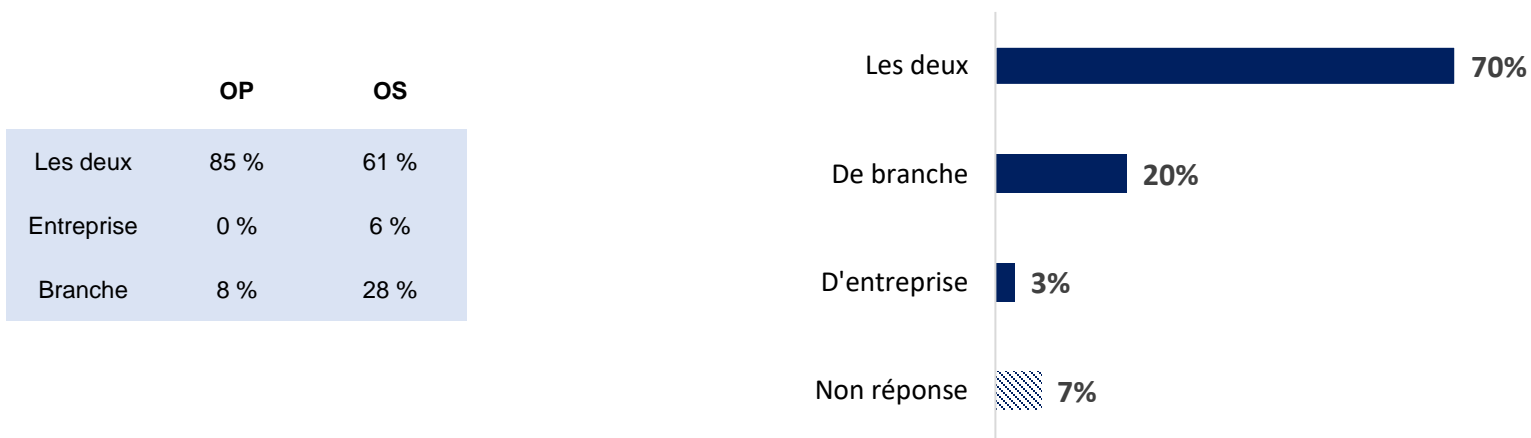 OP OS
Les deux 85 % 61 %
Entreprise 0 % 6 %
Branche 8 % 28 %
Les deux 70%
De branche 20%
D'entreprise 3%
Non réponse 7%